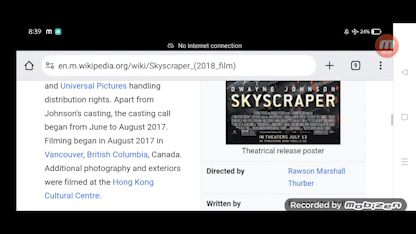 8:39
24%
No internet connection
en.m.wikipedia.org/wiki/Skyscraper_(2018_film)
9
and Universal Pictures handling
distribution rights. Apart from
Johnson's casting, the casting call
began from June to August 2017.
Filming began in August 2017 in
Vancouver, British Columbia, Canada.
Additional photography and exteriors
were filmed at the Hong Kong
Cultural Centre.
DWAYNE JOHNSON
SKYSCRAPER
IN THEATERS JULY 13
Theatrical release poster
Directed by
Rawson Marshall
Thurber
Written by
Recorded by Mobizen